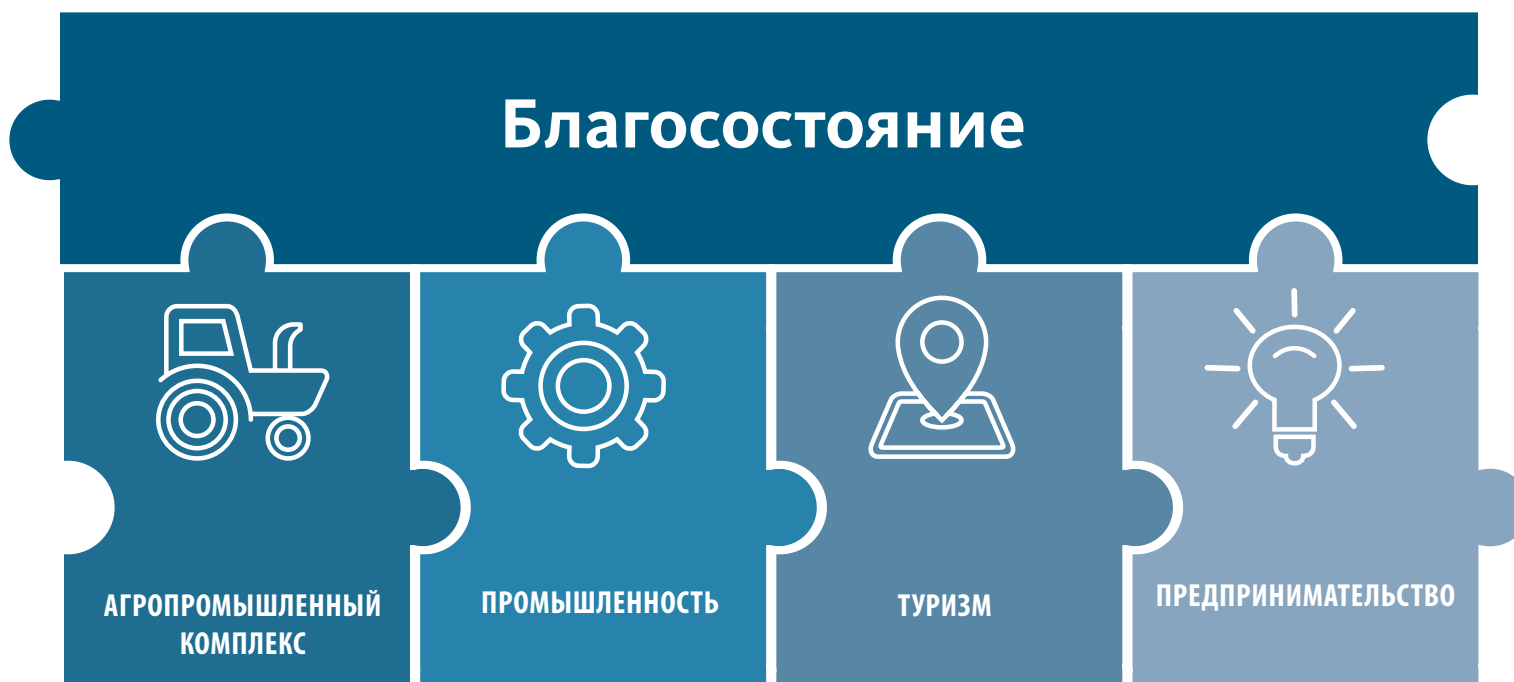 Благосостояние
АГРОПРОМЫШЛЕННЫЙ
КОМПЛЕКС
ПРОМЫШЛЕННОСТЬ
ТУРИЗМ
ПРЕДПРИНИМАТЕЛЬСТВО